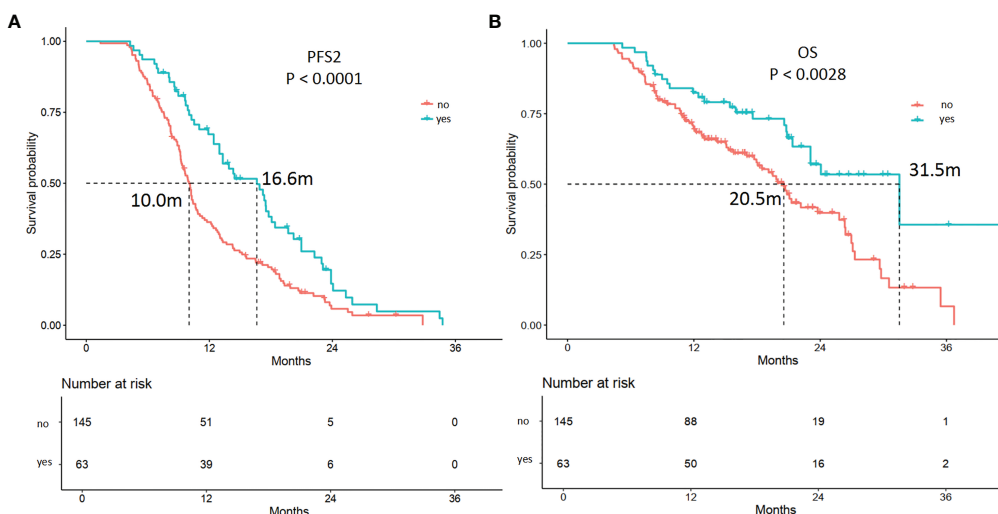 A
PFS2
P < 0.0001
no
yes
1.00
0.75
0.50
0.25
0.00
Survival probability
10.0m
16.6m
0 12 24 36
Months
Number at risk
no 145 51 5 0
yes 63 39 6 0
0 12 24 36
Months
B
OS
P < 0.0028
no
yes
1.00
0.75
0.50
0.25
0.00
Survival probability
20.5m
31.5m
0 12 24 36
Months
Number at risk
no 145 88 19 1
yes 63 50 16 2
0 12 24 36
Months